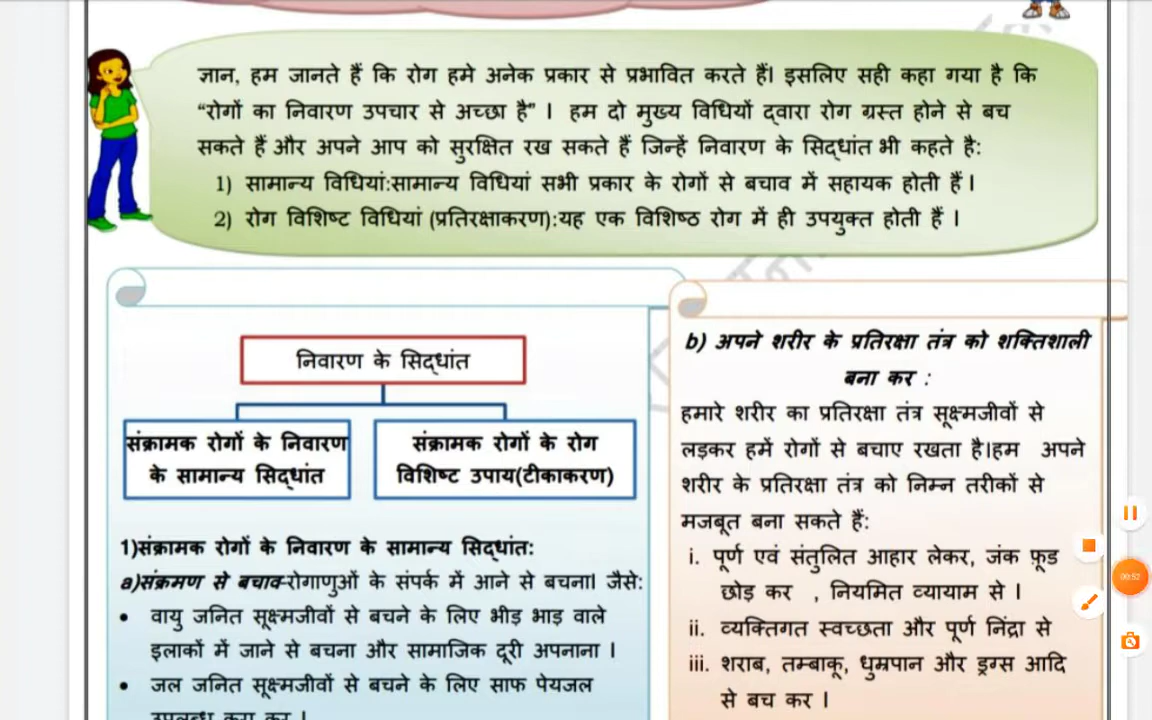 ज्ञान, हम जानते हैं कि रोग हमे अनेक प्रकार से प्रभावित करते हैं। इसलिए सही कहा गया है कि
“रोगों का निवारण उपचार से अच्छा है” । हम दो मुख्य विधियों द्वारा रोग ग्रस्त होने से बच
सकते हैं और अपने आप को सुरक्षित रख सकते हैं जिन्हें निवारण के सिद्धांत भी कहते है:
1) सामान्य विधियां:सामान्य विधियां सभी प्रकार के रोगों से बचाव में सहायक होती हैं ।
2) रोग विशिष्ट विधियां (प्रतिरक्षाकरण):यह एक विशिष्ठ रोग में ही उपयुक्त होती हैं ।
निवारण के सिद्धांत
संक्रामक रोगों के निवारण
के सामान्य सिद्धांत
संक्रामक रोगों के रोग
विशिष्ट उपाय(टीकाकरण)
1)संक्रामक रोगों के निवारण के सामान्य सिद्धांत:
a)संक्रमण से बचाव-रोगाणुओं के संपर्क में आने से बचना। जैसे:
• वायु जनित सूक्ष्मजीवों से बचने के लिए भीड़ भाड़ वाले
इलाकों में जाने से बचना और सामाजिक दूरी अपनाना ।
• जल जनित सूक्ष्मजीवों से बचने के लिए साफ पेयजल
उपलब्ध करा कर ।
b) अपने शरीर के प्रतिरक्षा तंत्र को शक्तिशाली
बना कर :
हमारे शरीर का प्रतिरक्षा तंत्र सूक्ष्मजीवों से
लड़कर हमें रोगों से बचाए रखता है।हम अपने
शरीर के प्रतिरक्षा तंत्र को निम्न तरीकों से
मजबूत बना सकते हैं:
i. पूर्ण एवं संतुलित आहार लेकर, जंक फ़ूड
छोड़ कर , नियमित व्यायाम से ।
ii. व्यक्तिगत स्वच्छता और पूर्ण निंद्रा से
iii. शराब, तम्बाकू, धुम्रपान और ड्रग्स आदि
से बच कर ।
00:52